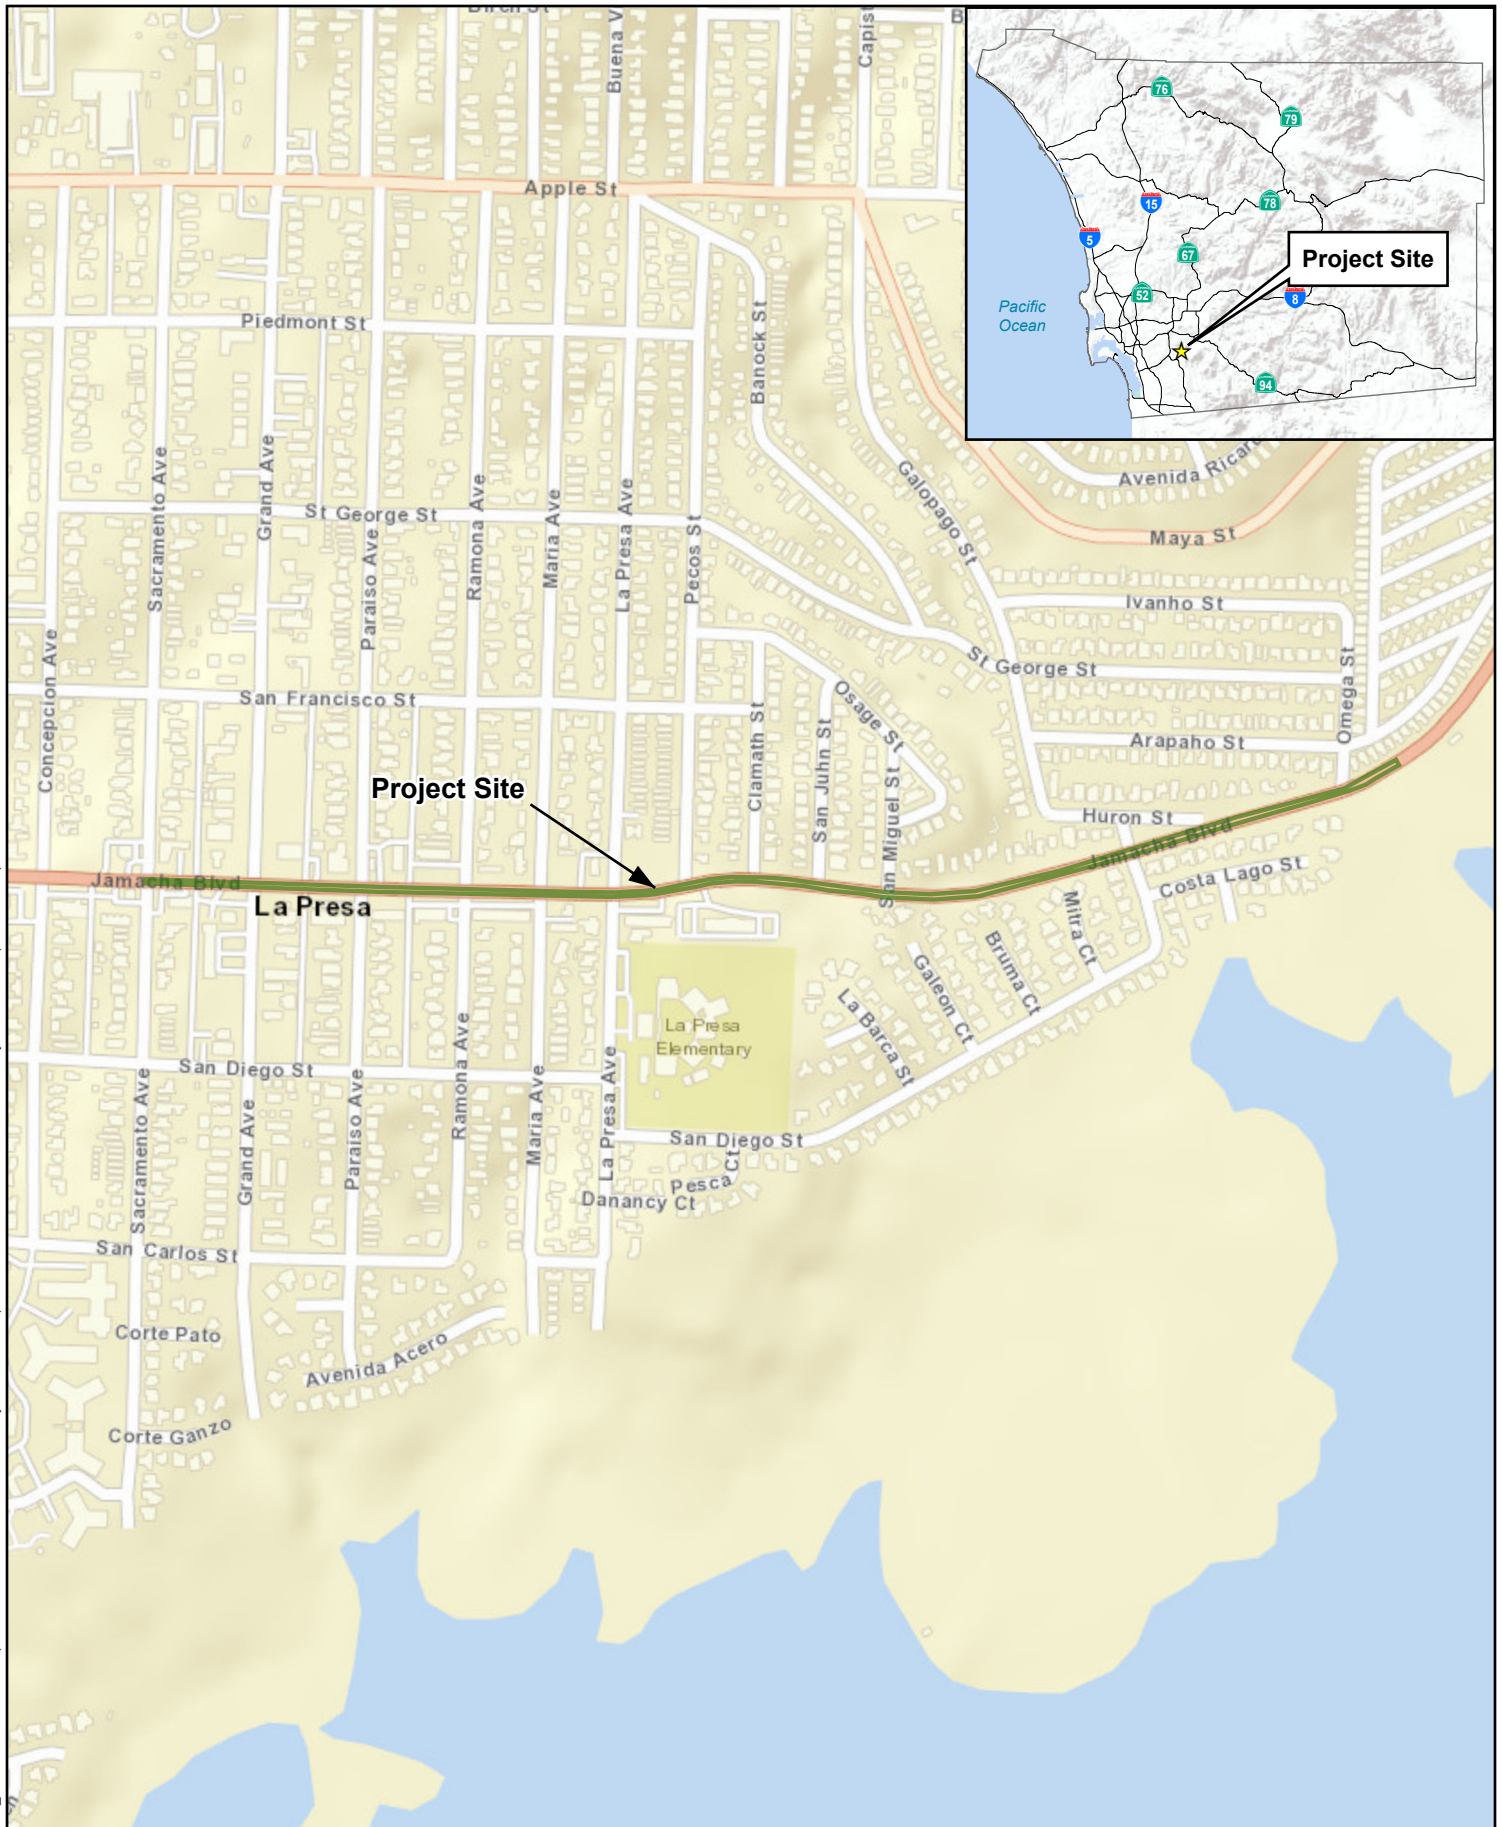 Birch St
Buena V
Capist
B
76
79
15
78
5
67
Project Site
52
8
Pacific
Ocean
94
Apple St
Piedmont St
Banock St
Avenida Ricard
Galopago St
Maya St
Sacramento Ave
Grand Ave
St George St
Paraiso Ave
Ramona Ave
Maria Ave
La Presa Ave
Pecos St
Ivanho St
St George St
Omega St
Concepcion Ave
San Francisco St
Osage St
Clamath St
San Juhn St
San Miguel St
Arapaho St
Project Site
Huron St
Jamacha Blvd
Jamacha Blvd
La Presa
Costa Lago St
Mitra Ct
Bruma Ct
Galeon Ct
La Barca St
La Presa
Elementary
San Diego St
Sacramento Ave
Grand Ave
Paraiso Ave
Ramona Ave
Maria Ave
La Presa Ave
San Diego St
Pesca Ct
Danancy Ct
San Carlos St
Corte Pato
Avenida Acero
Corte Ganzo